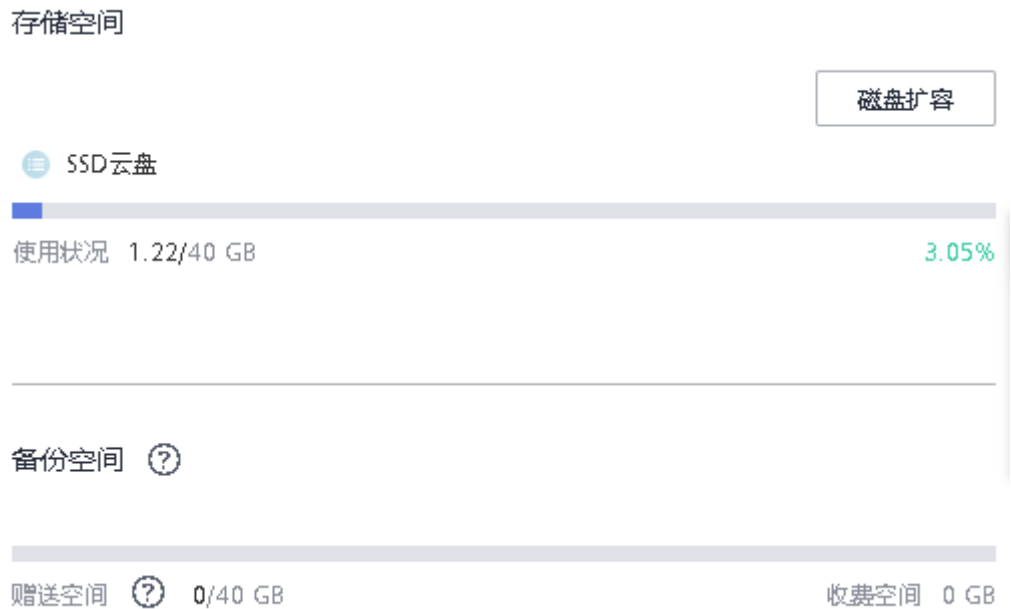 存储空间
磁盘扩容
SSD云盘
使用状况 1.22/40 GB 3.05%
备份空间 ?
赠送空间 ? 0/40 GB 收费空间 0 GB